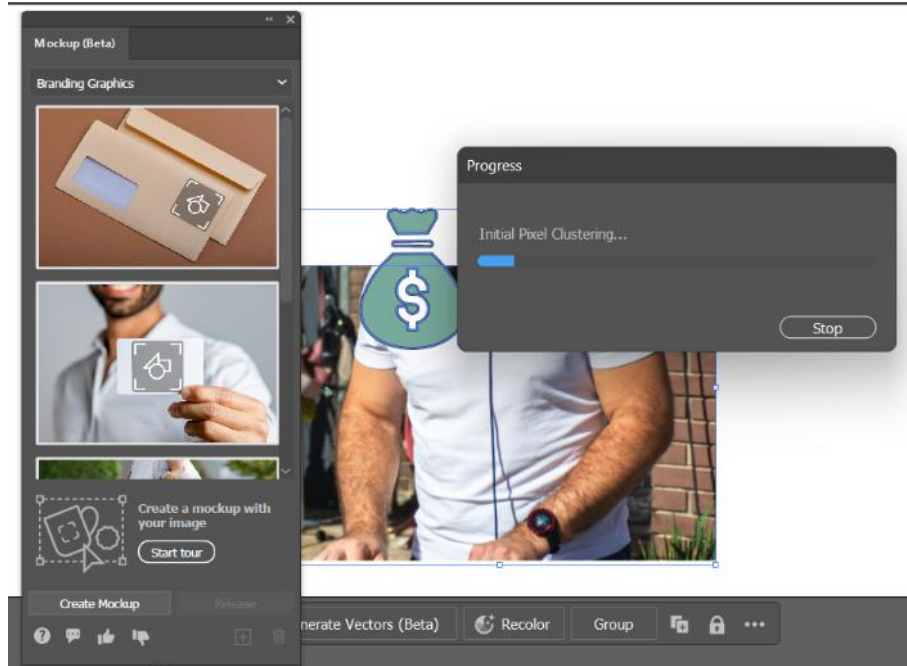 Mockup (Beta)
Branding Graphics
Progress
Initial Pixel Clustering...
$
Stop
Create a mockup with
your image
Start tour
Create Mockup
Release
nerate Vectors (Beta)
Recolor
Group